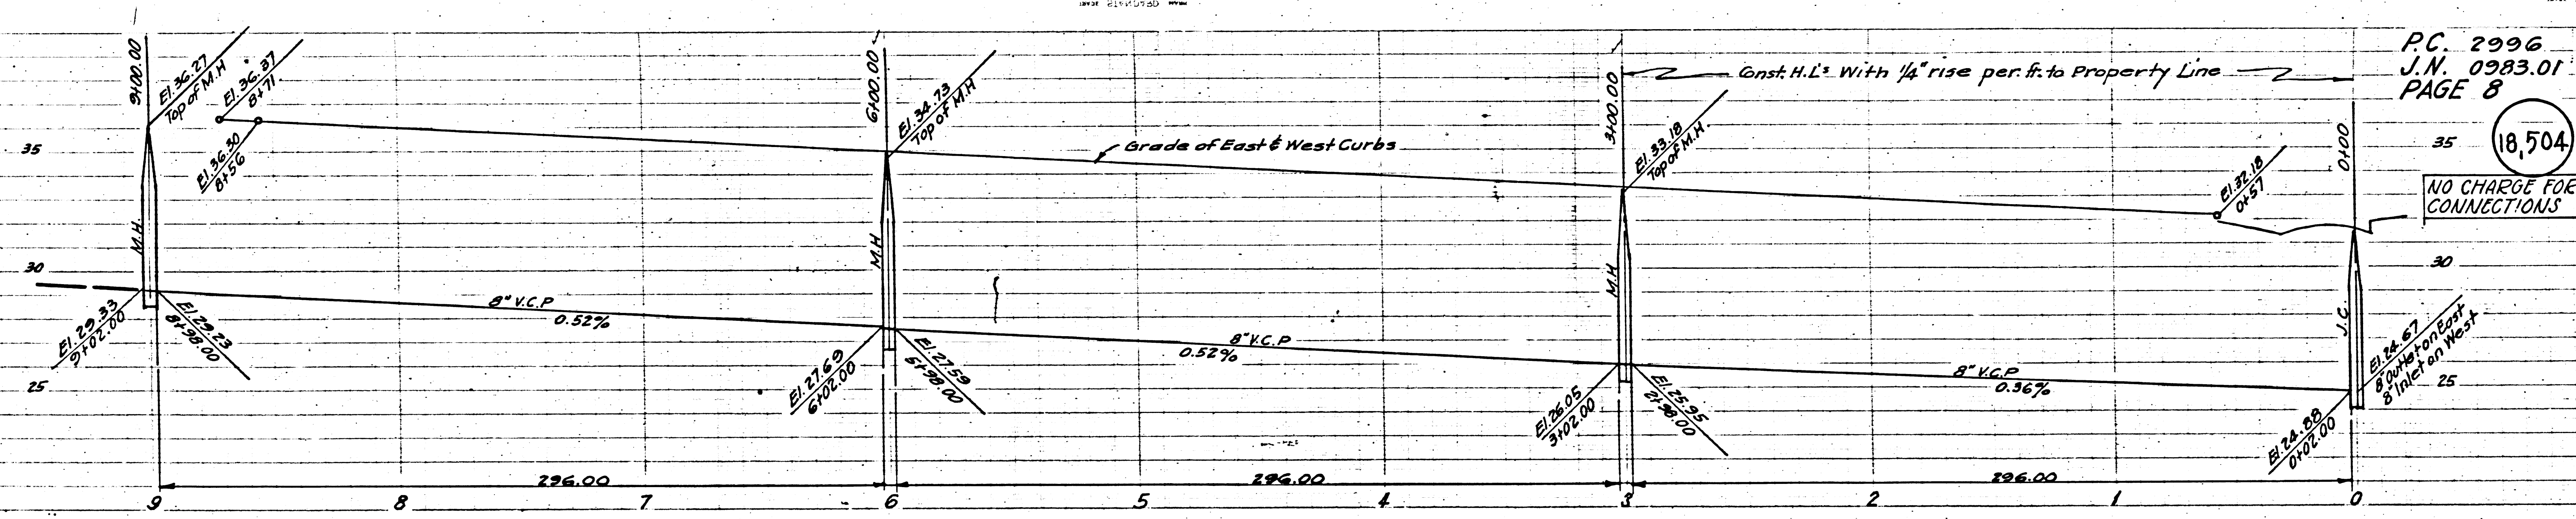 P.C. 2996
J.N. 0983.01
PAGE 8
18,504
NO CHARGE FOR
CONNECTIONS
Const. H.L's With 1/4" rise per. ft. to Property Line
9+00.00
El. 36.27
Top of M.H
El. 36.37
8+71.
El. 36.30
8+56
6+00.00
El. 34.73
Top of M.H
Grade of East & West Curbs
3+00.00
El. 33.18
Top of M.H.
El. 32.18
0+57
0+00
35
35
30
30
25
25
M.H.
M.H
M.H
J.C.
El. 29.33
9+02.00
El. 29.23
8+98.00
8" V.C.P
0.52%
El. 27.69
6+02.00
El. 27.59
5+98.00
8" V.C.P
0.52%
El. 26.05
3+02.00
El. 25.95
2+98.00
8" V.C.P
0.36%
El. 24.88
0+02.00
El. 24.67
8" Outlet on East
8" Inlet on West
296.00
296.00
296.00
9
8
7
6
5
4
3
2
1
0